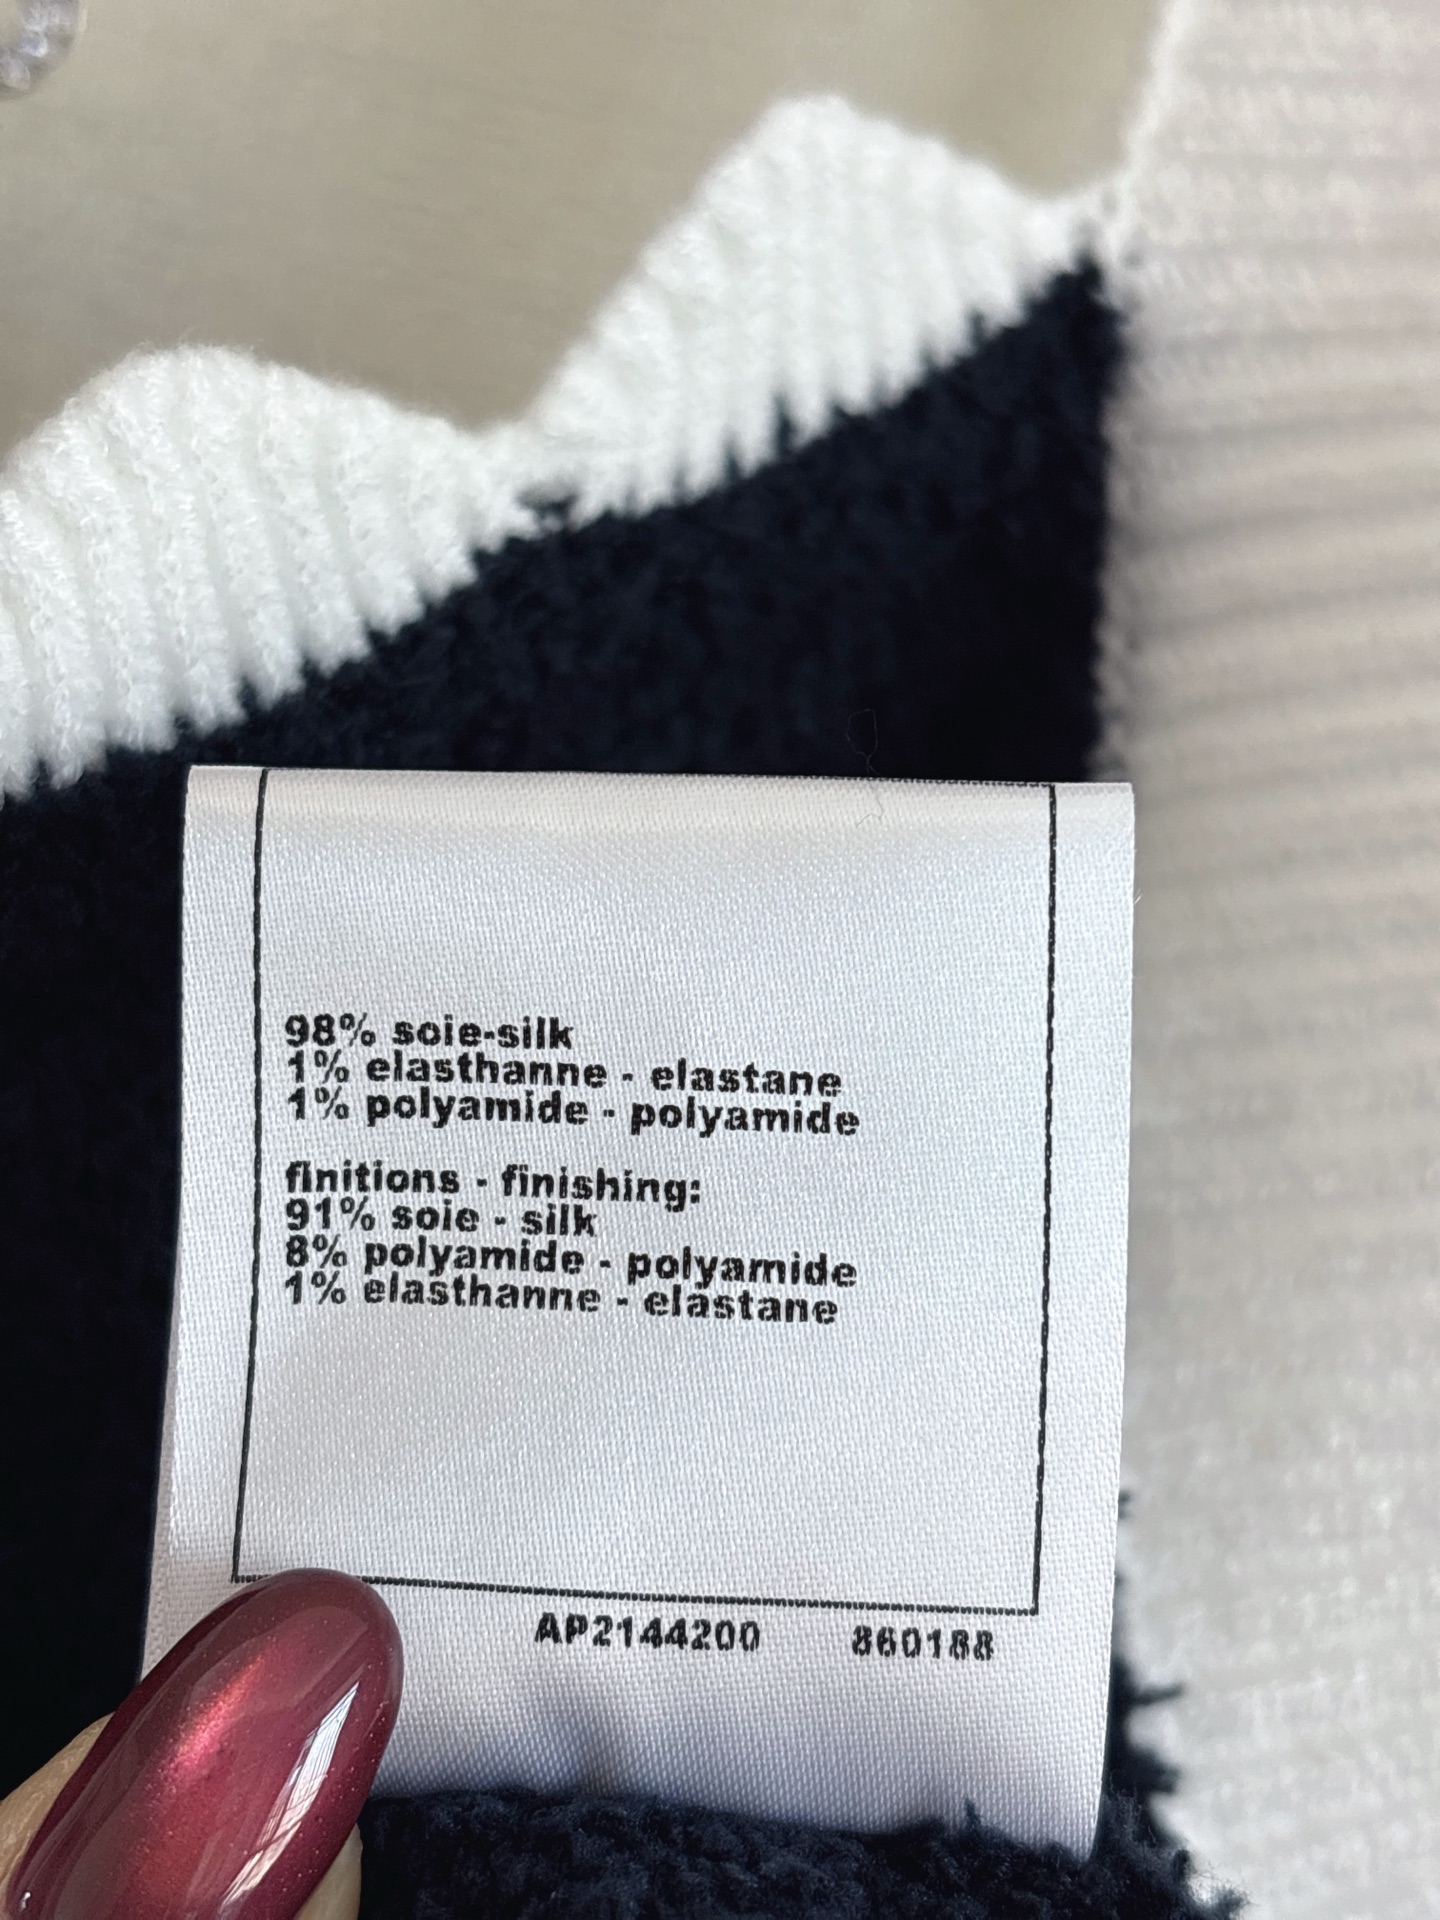 98% soie-silk
1% elasthanne - elastane
1% polyamide - polyamide
finitions - finishing:
91% soie - silk
8% polyamide - polyamide
1% elasthanne - elastane
AP2144200 860188